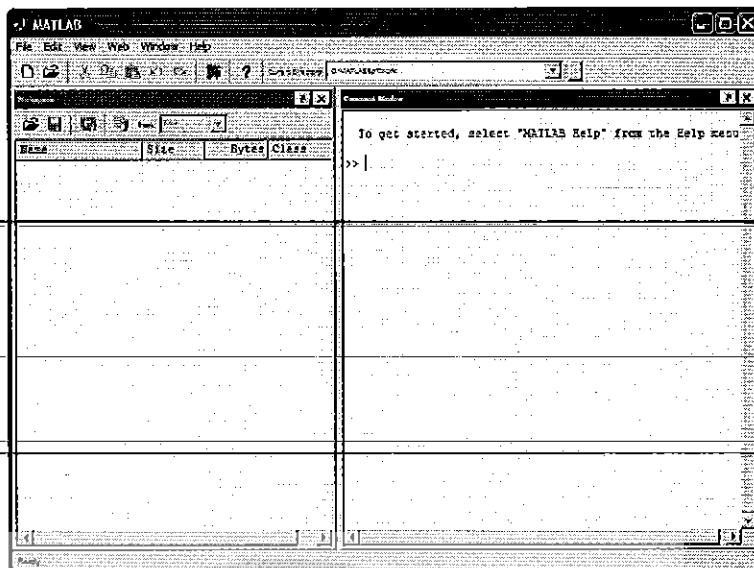 MATLAB
File Edit View Web Window Help
Workspace
Name Size Bytes Class
Command Window
To get started, select "MATLAB Help" from the Help menu
>>
Ready